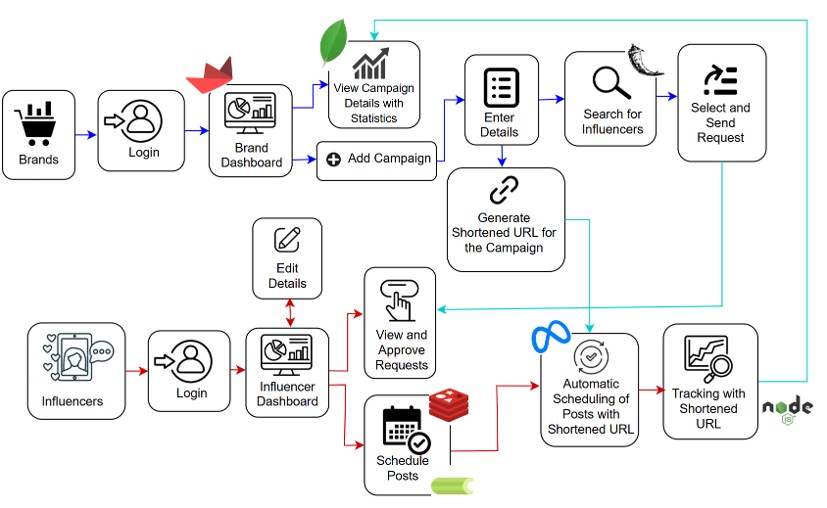 Brands
Login
Brand
Dashboard
View Campaign
Details with
Statistics
Add Campaign
Enter
Details
Search for
Influencers
Select and
Send
Request
Generate
Shortened URL for
the Campaign
Edit
Details
Influencers
Login
Influencer
Dashboard
View and
Approve
Requests
Schedule
Posts
Automatic
Scheduling of
Posts with
Shortened URL
Tracking with
Shortened
URL
node
JS